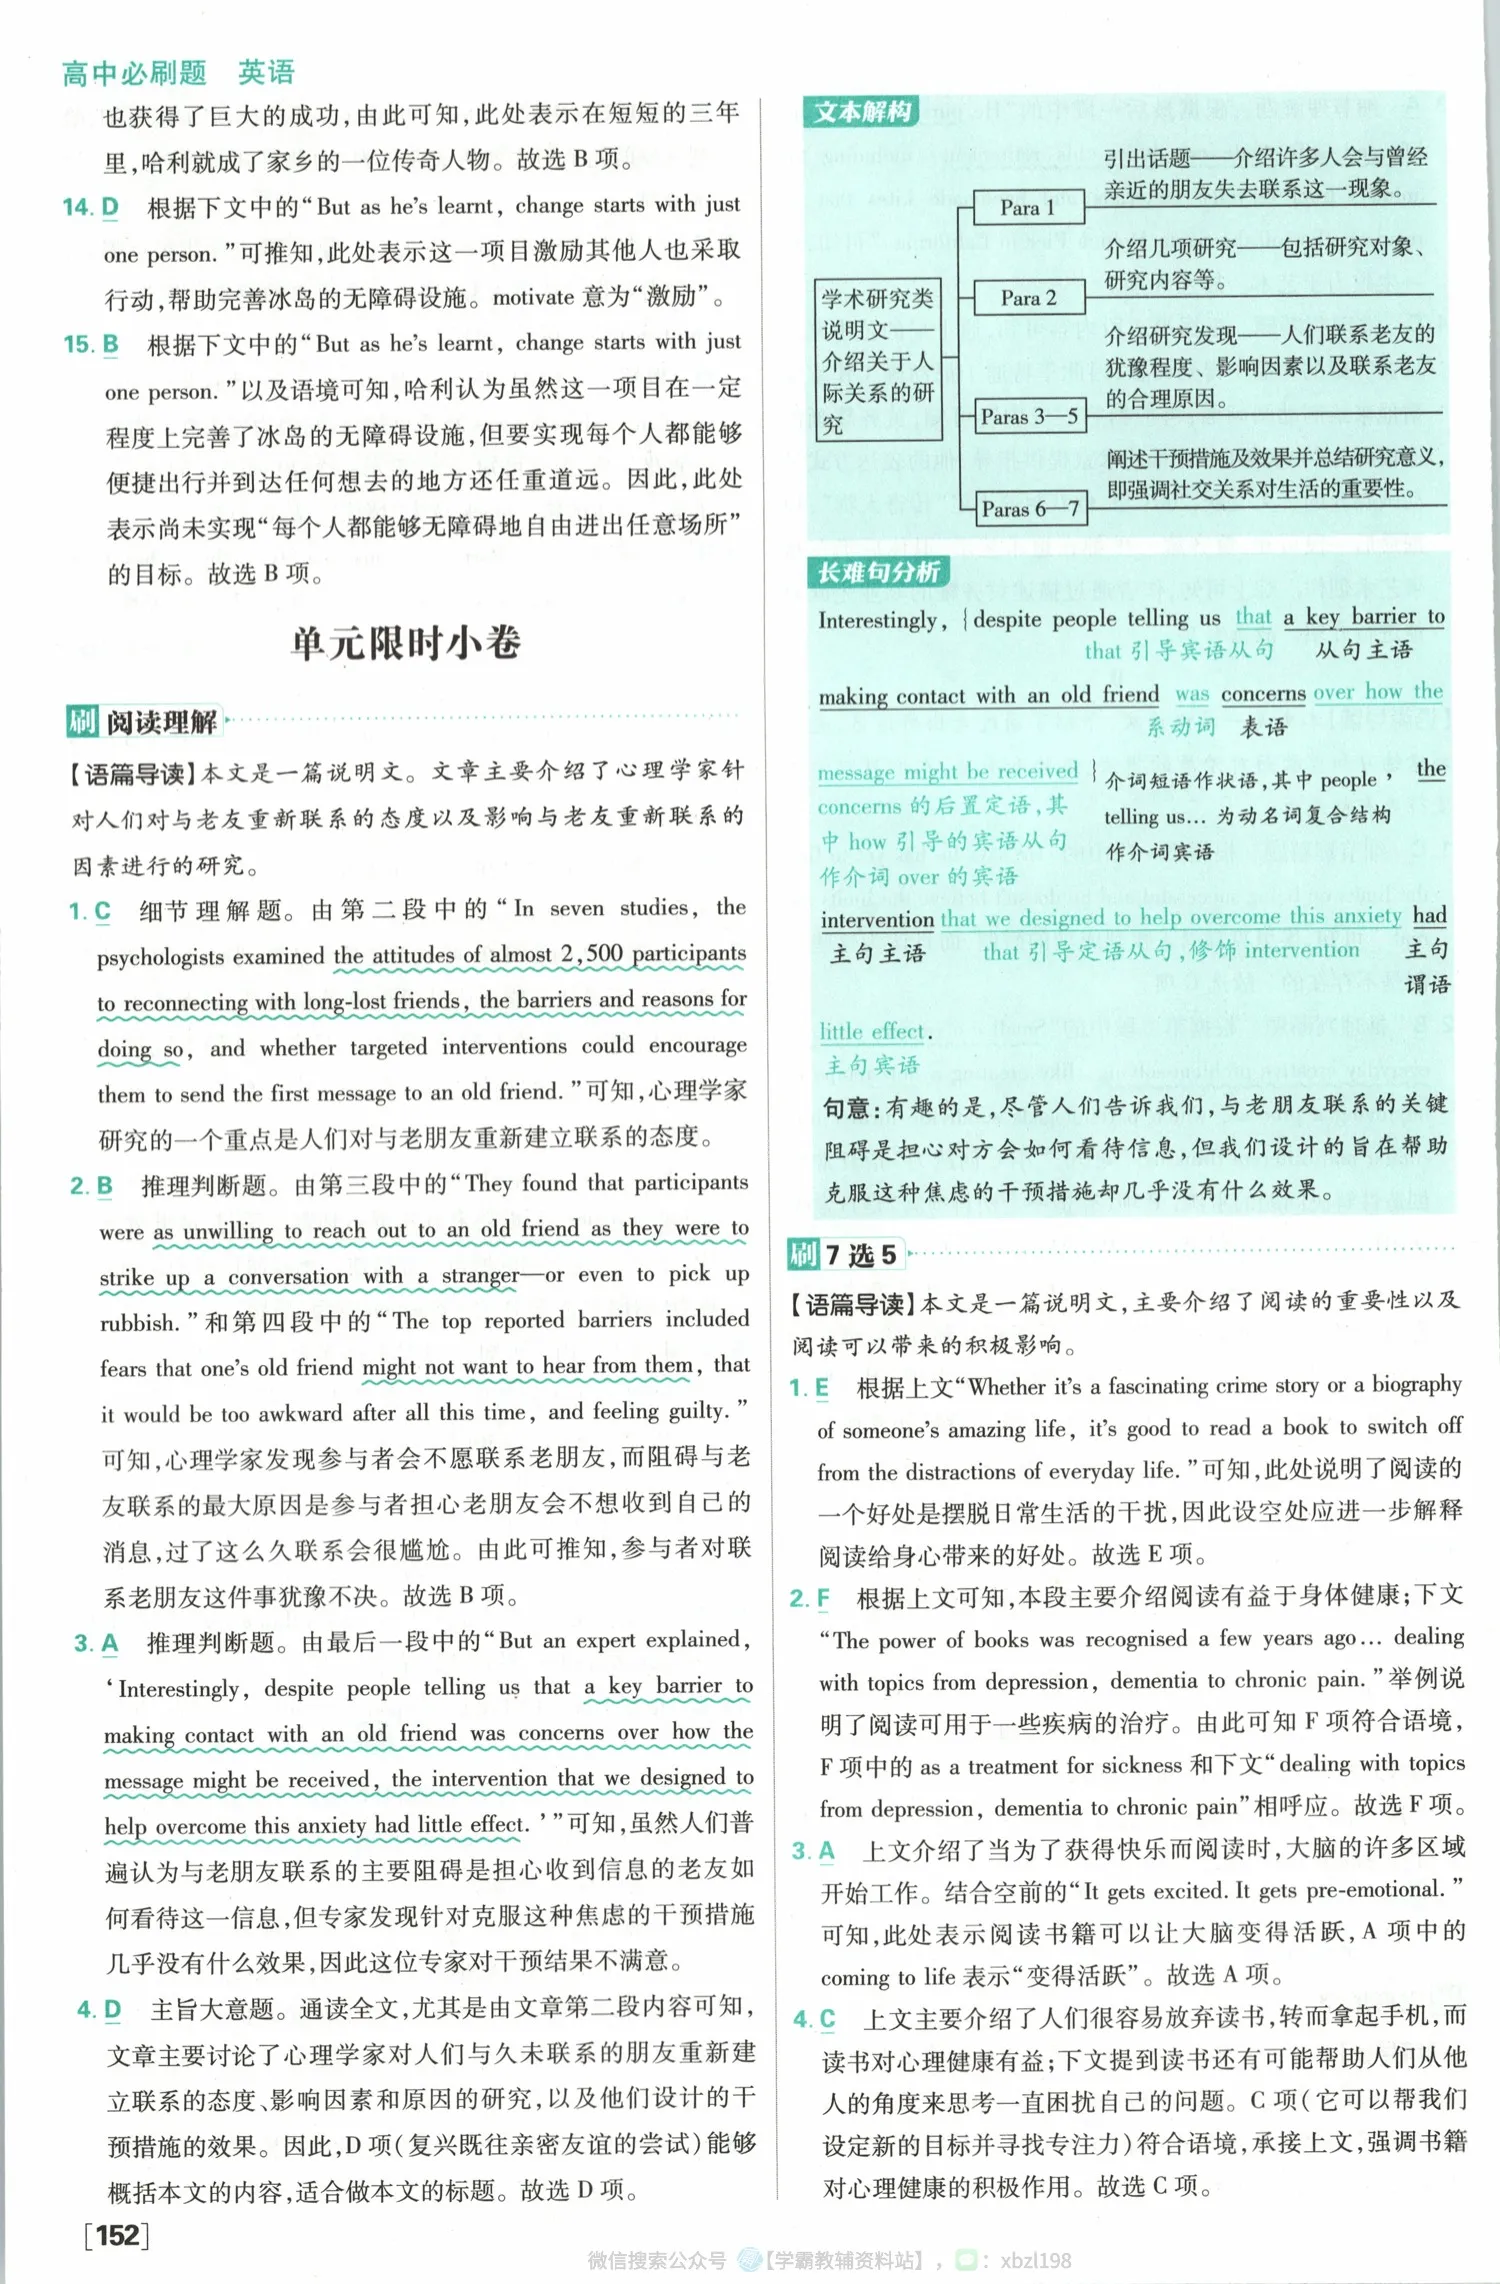 高中必刷题 英语
也获得了巨大的成功,由此可知,此处表示在短短的三年
里,哈利就成了家乡的一位传奇人物。故选 B 项。
14. D 根据下文中的“But as he’s learnt, change starts with just
one person.”可推知,此处表示这一项目激励其他人也采取
行动,帮助完善冰岛的无障碍设施。motivate 意为“激励”。
15. B 根据下文中的“But as he’s learnt, change starts with just
one person.”以及语境可知,哈利认为虽然这一项目在一定
程度上完善了冰岛的无障碍设施,但要实现每个人都能够
便捷出行并到达任何想去的地方还任重道远。因此,此处
表示尚未实现“每个人都能够无障碍地自由进出任意场所”
的目标。故选 B 项。
单元限时小卷
刷 阅读理解
【语篇导读】本文是一篇说明文。文章主要介绍了心理学家针
对人们对与老友重新联系的态度以及影响与老友重新联系的
因素进行的研究。
1. C 细节理解题。由第二段中的“In seven studies, the
psychologists examined the attitudes of almost 2,500 participants
to reconnecting with long-lost friends, the barriers and reasons for
doing so, and whether targeted interventions could encourage
them to send the first message to an old friend.”可知,心理学家
研究的一个重点是人们对与老朋友重新建立联系的态度。
2. B 推理判断题。由第三段中的“They found that participants
were as unwilling to reach out to an old friend as they were to
strike up a conversation with a stranger—or even to pick up
rubbish.”和第四段中的“The top reported barriers included
fears that one’s old friend might not want to hear from them, that
it would be too awkward after all this time, and feeling guilty.”
可知,心理学家发现参与者会不愿联系老朋友,而阻碍与老
友联系的最大原因是参与者担心老朋友会不想收到自己的
消息,过了这么久联系会很尴尬。由此可推知,参与者对联
系老朋友这件事犹豫不决。故选 B 项。
3. A 推理判断题。由最后一段中的“But an expert explained,
‘Interestingly, despite people telling us that a key barrier to
making contact with an old friend was concerns over how the
message might be received, the intervention that we designed to
help overcome this anxiety had little effect.’”可知,虽然人们普
遍认为与老朋友联系的主要阻碍是担心收到信息的老友如
何看待这一信息,但专家发现针对克服这种焦虑的干预措施
几乎没有什么效果,因此这位专家对干预结果不满意。
4. D 主旨大意题。通读全文,尤其是由文章第二段内容可知,
文章主要讨论了心理学家对人们与久未联系的朋友重新建
立联系的态度、影响因素和原因的研究,以及他们设计的干
预措施的效果。因此,D 项(复兴既往亲密友谊的尝试)能够
概括本文的内容,适合做本文的标题。故选 D 项。
[152]
文本解构
学术研究类
说明文——
介绍关于人
际关系的研
究
Para 1
引出话题——介绍许多人会与曾经
亲近的朋友失去联系这一现象。
Para 2
介绍几项研究——包括研究对象、
研究内容等。
Paras 3—5
介绍研究发现——人们联系老友的
犹豫程度、影响因素以及联系老友
的合理原因。
Paras 6—7
阐述干预措施及效果并总结研究意义,
即强调社交关系对生活的重要性。
长难句分析
Interestingly, {despite people telling us that a key barrier to
that 引导宾语从句 从句主语
making contact with an old friend was concerns over how the
系动词 表语
message might be received} , the
concerns 的后置定语,其
中 how 引导的宾语从句
作介词 over 的宾语
介词短语作状语,其中 people
telling us… 为动名词复合结构
作介词宾语
intervention that we designed to help overcome this anxiety had
主句主语 that 引导定语从句,修饰 intervention 主句
谓语
little effect.
主句宾语
句意:有趣的是,尽管人们告诉我们,与老朋友联系的关键
阻碍是担心对方会如何看待信息,但我们设计的旨在帮助
克服这种焦虑的干预措施却几乎没有什么效果。
刷 7 选 5
【语篇导读】本文是一篇说明文,主要介绍了阅读的重要性以及
阅读可以带来的积极影响。
1. E 根据上文“Whether it’s a fascinating crime story or a biography
of someone’s amazing life, it’s good to read a book to switch off
from the distractions of everyday life.”可知,此处说明了阅读的
一个好处是摆脱日常生活的干扰,因此设空处应进一步解释
阅读给身心带来的好处。故选 E 项。
2. F 根据上文可知,本段主要介绍阅读有益于身体健康;下文
“The power of books was recognised a few years ago… dealing
with topics from depression, dementia to chronic pain.”举例说
明了阅读可用于一些疾病的治疗。由此可知 F 项符合语境,
F 项中的 as a treatment for sickness 和下文“dealing with topics
from depression, dementia to chronic pain”相呼应。故选 F 项。
3. A 上文介绍了当为了获得快乐而阅读时,大脑的许多区域
开始工作。结合空前的“It gets excited. It gets pre-emotional.”
可知,此处表示阅读书籍可以让大脑变得活跃,A 项中的
coming to life 表示“变得活跃”。故选 A 项。
4. C 上文主要介绍了人们很容易放弃读书,转而拿起手机,而
读书对心理健康有益;下文提到读书还有可能帮助人们从他
人的角度来思考一直困扰自己的问题。C 项(它可以帮我们
设定新的目标并寻找专注力)符合语境,承接上文,强调书籍
对心理健康的积极作用。故选 C 项。
微信搜索公众号【学霸教辅资料站】,:xbzl198